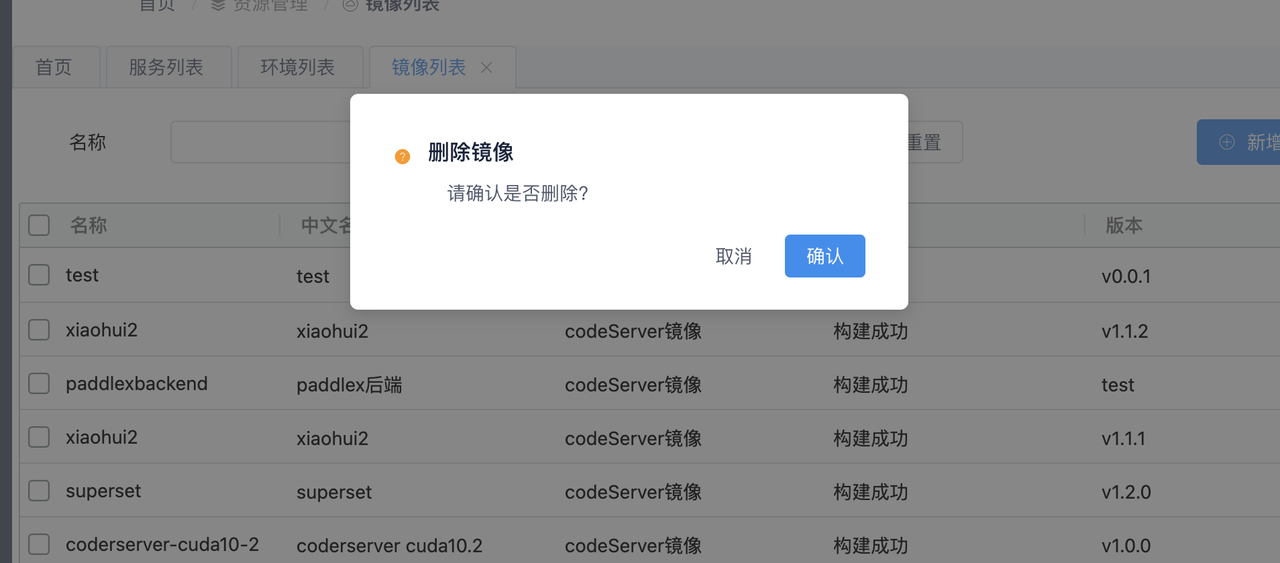 首页 / 资源管理 / 镜像列表
首页 服务列表 环境列表 镜像列表
名称 重置 新增
删除镜像
请确认是否删除?
取消 确认
名称 中文名 版本
test test v0.0.1
xiaohui2 xiaohui2 codeServer镜像 构建成功 v1.1.2
paddlexbackend paddlex后端 codeServer镜像 构建成功 test
xiaohui2 xiaohui2 codeServer镜像 构建成功 v1.1.1
superset superset codeServer镜像 构建成功 v1.2.0
coderserver-cuda10-2 coderserver cuda10.2 codeServer镜像 构建成功 v1.0.0